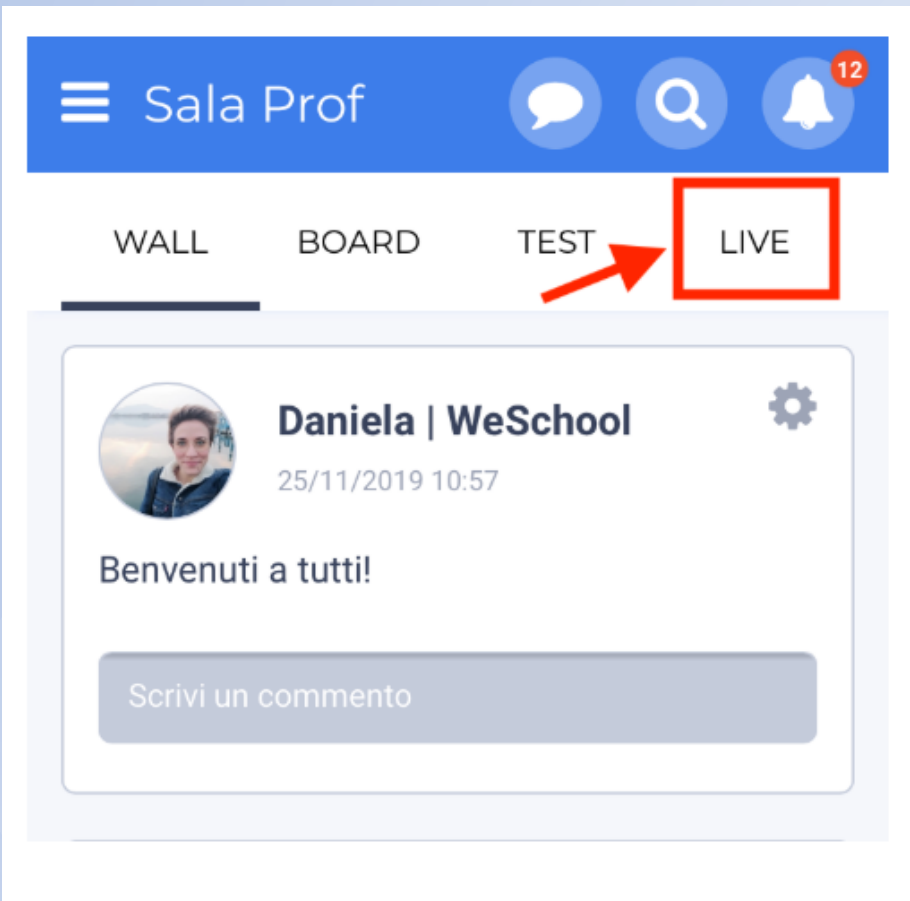 Sala Prof
12
WALL BOARD TEST LIVE
Daniela | WeSchool
25/11/2019 10:57
Benvenuti a tutti!
Scrivi un commento